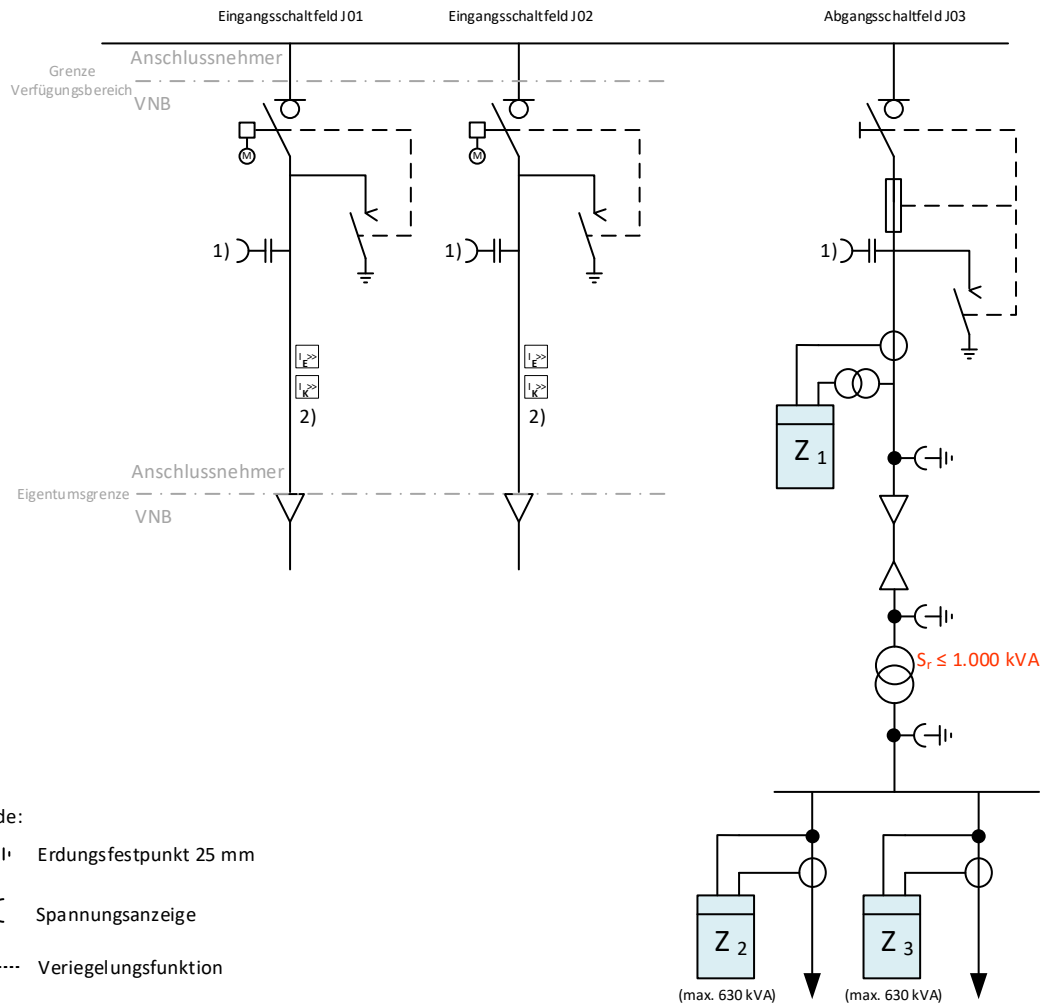 Eingangsschaltfeld J01
Eingangsschaltfeld J02
Abgangsschaltfeld J03
Anschlussnehmer
Grenze
Verfügungsbereich
VNB
M
M
1)
1)
1)
I E >>
I E >>
I K >>
I K >>
2)
2)
Z 1
Anschlussnehmer
Eigentumsgrenze
VNB
Sr ≤ 1.000 kVA
de:
Erdungsfestpunkt 25 mm
Spannungsanzeige
Veriegelungsfunktion
Z 2
Z 3
(max. 630 kVA)
(max. 630 kVA)